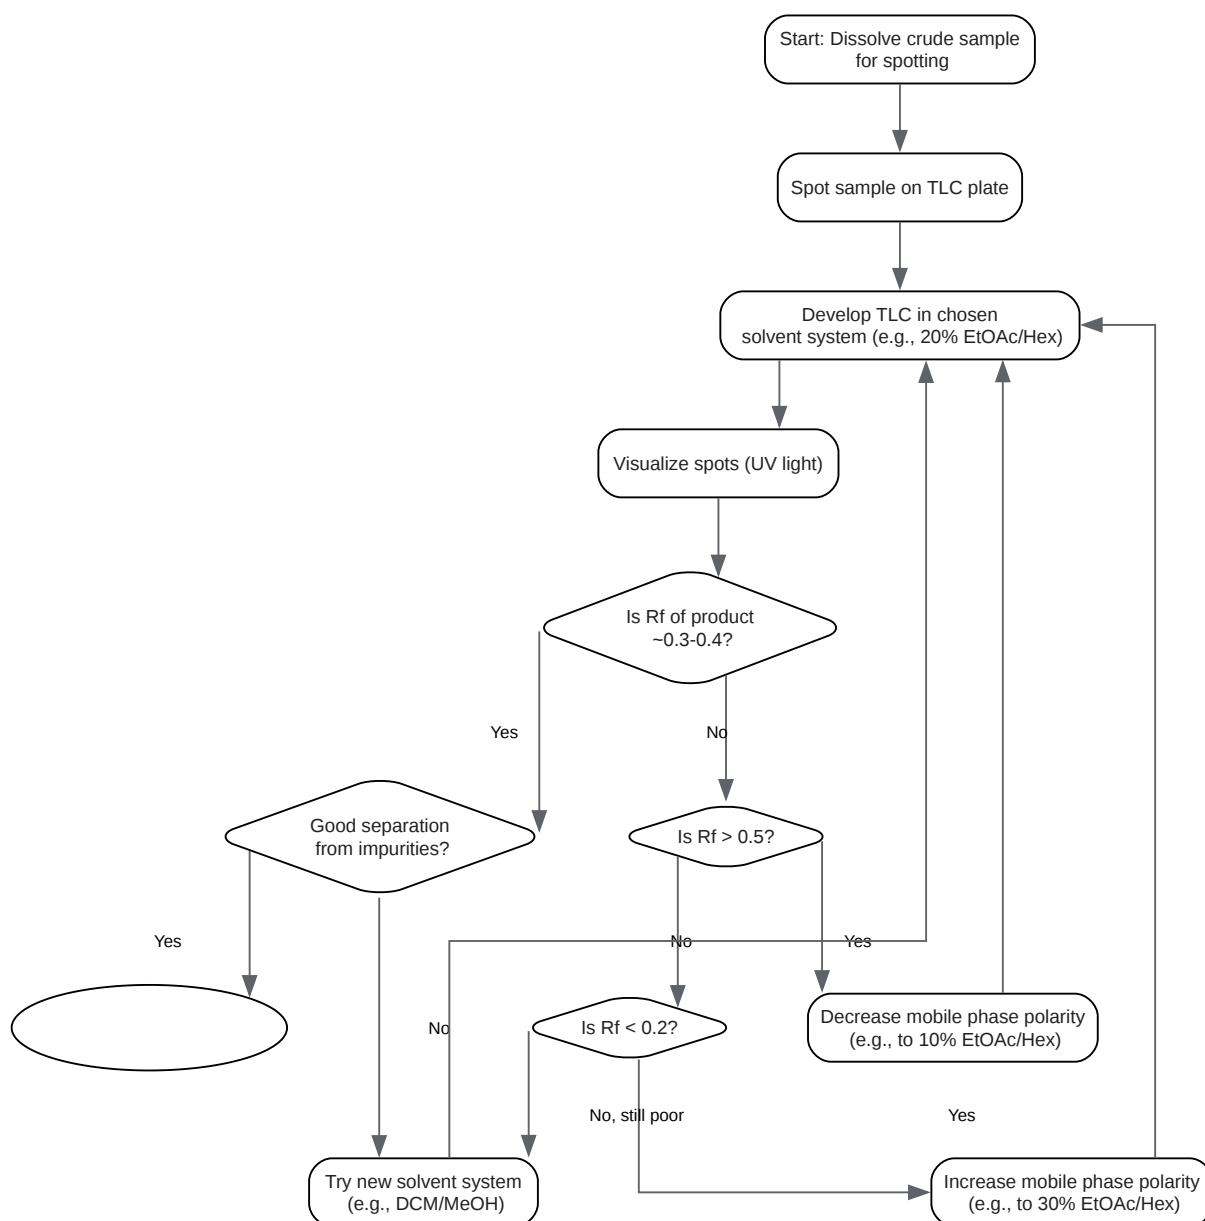 Start: Dissolve crude sample
for spotting
Spot sample on TLC plate
Develop TLC in chosen
solvent system (e.g., 20% EtOAc/Hex)
Visualize spots (UV light)
Is Rf of product
~0.3-0.4?
Yes
No
Good separation
from impurities?
Is Rf > 0.5?
Yes
No
Yes
No
Is Rf < 0.2?
Decrease mobile phase polarity
(e.g., to 10% EtOAc/Hex)
No, still poor
Yes
Try new solvent system
(e.g., DCM/MeOH)
Increase mobile phase polarity
(e.g., to 30% EtOAc/Hex)